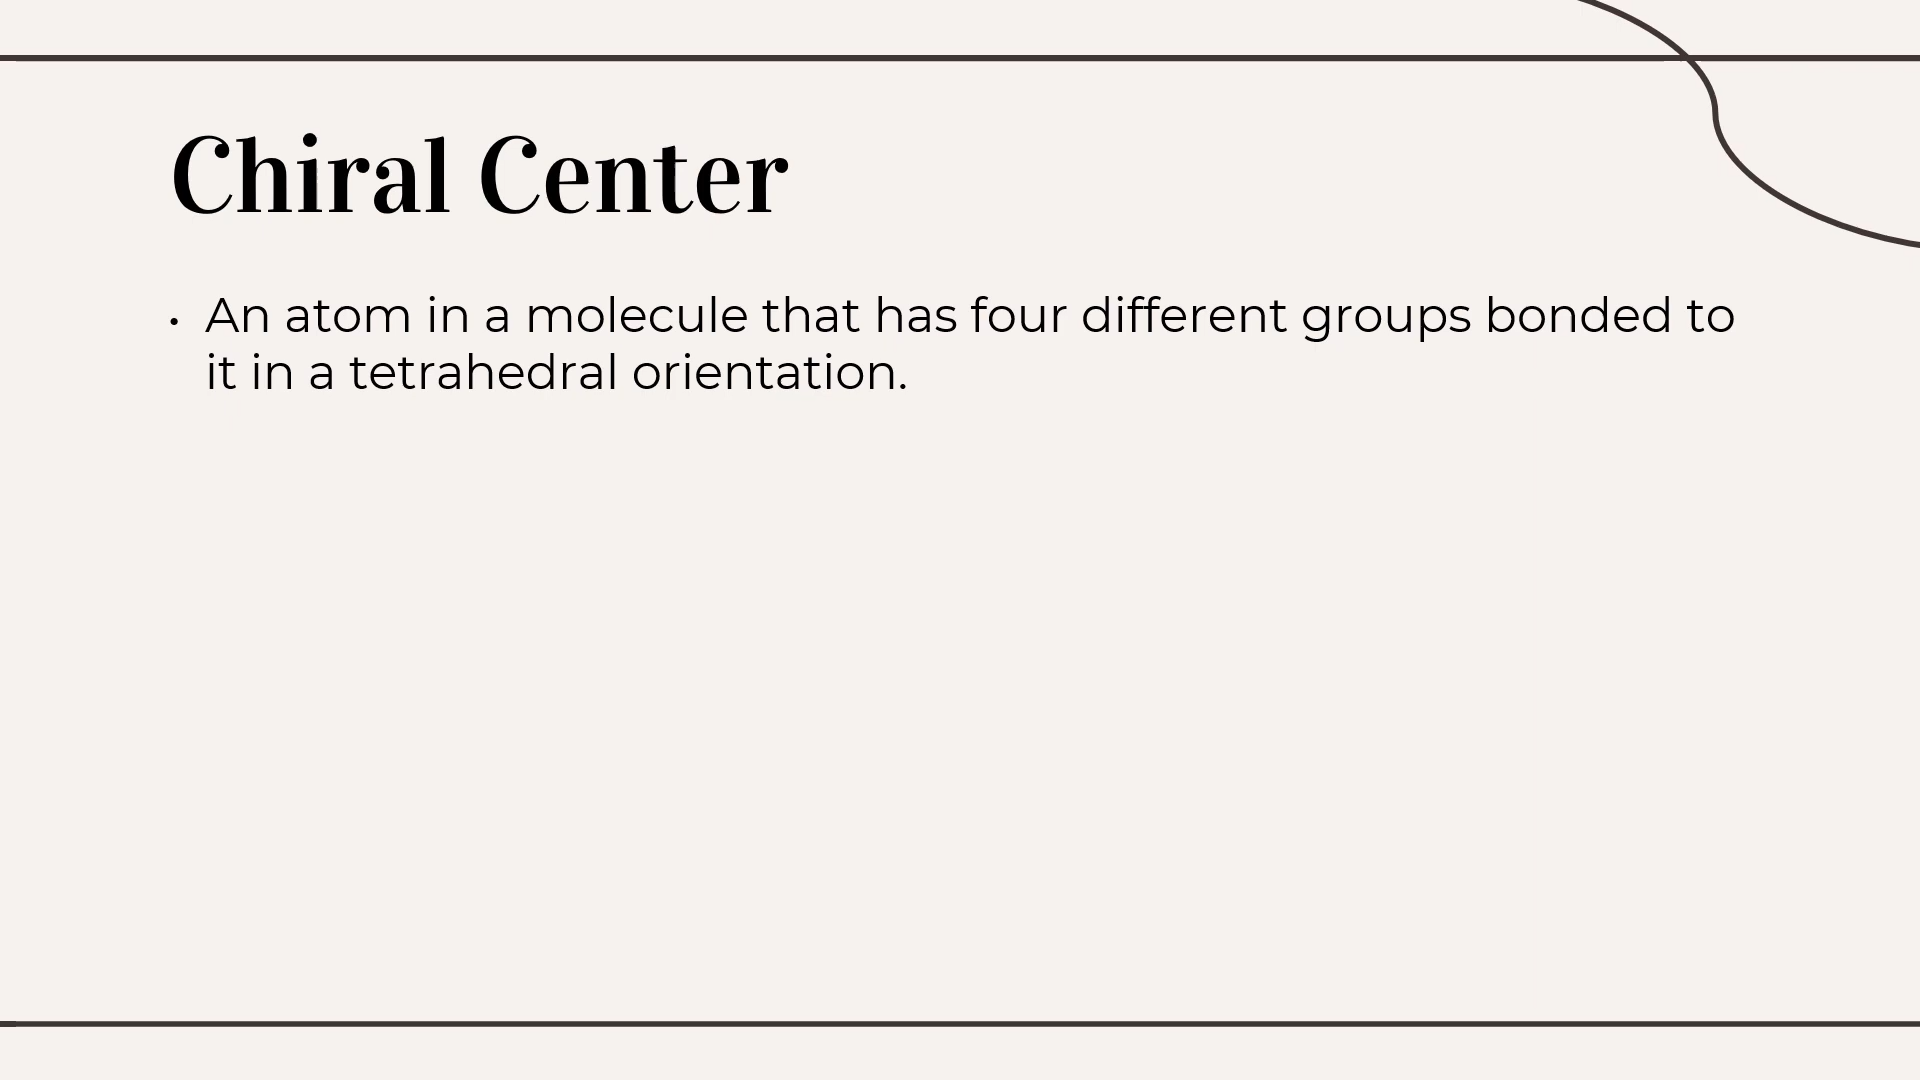 Chiral Center
• An atom in a molecule that has four different groups bonded to
it in a tetrahedral orientation.